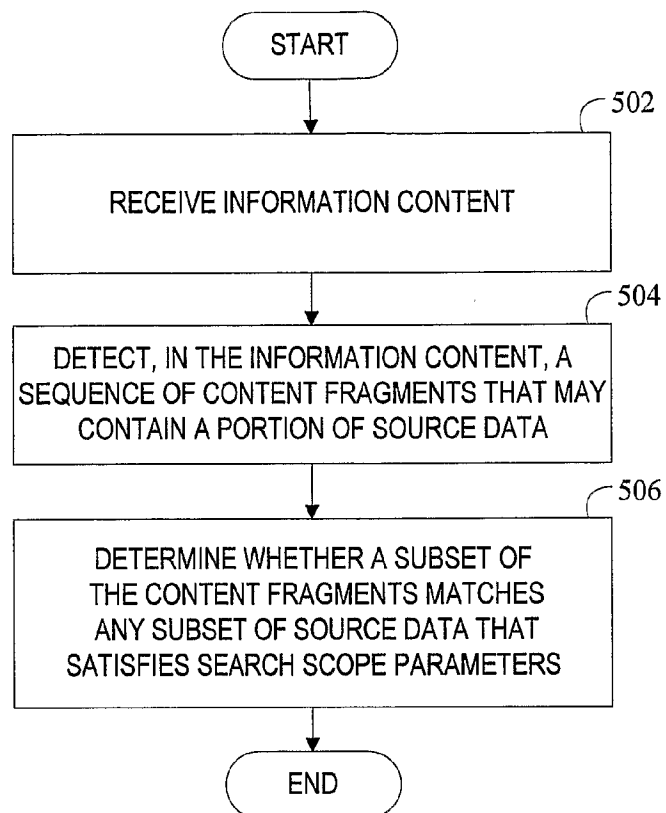 START
502
RECEIVE INFORMATION CONTENT
504
DETECT, IN THE INFORMATION CONTENT, A
SEQUENCE OF CONTENT FRAGMENTS THAT MAY
CONTAIN A PORTION OF SOURCE DATA
506
DETERMINE WHETHER A SUBSET OF
THE CONTENT FRAGMENTS MATCHES
ANY SUBSET OF SOURCE DATA THAT
SATISFIES SEARCH SCOPE PARAMETERS
END